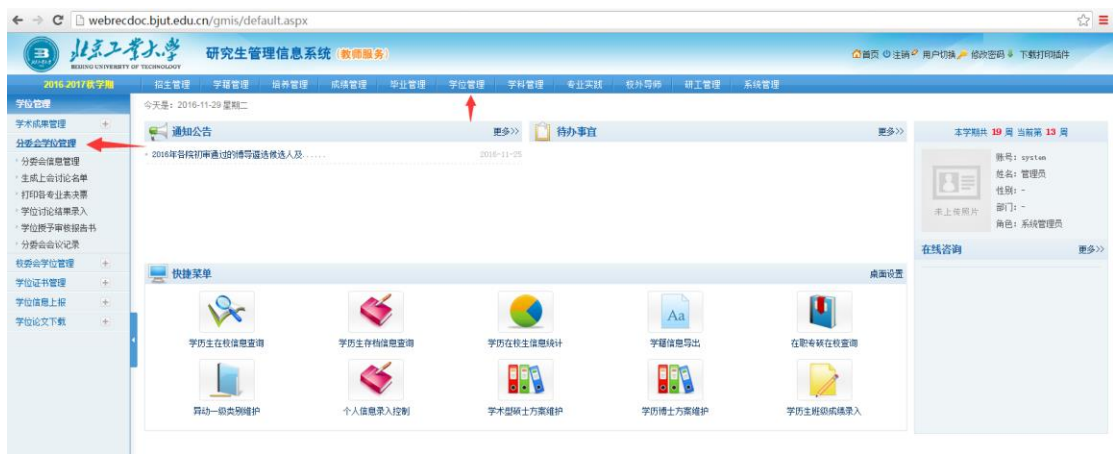 webrecdoc.bjut.edu.cn/gmis/default.aspx
北京工业大学
BEIJING UNIVERSITY OF TECHNOLOGY
研究生管理信息系统（教师服务）
首页 注销 用户切换 修改密码 下载打印插件
2016-2017秋学期
招生管理 学籍管理 培养管理 成绩管理 毕业管理 学位管理 学科管理 专业实践 校外导师 研工管理 系统管理
学位管理
今天是：2016-11-29 星期二
学术成果管理 +
分委会学位管理
分委会信息管理
生成上会讨论名单
打印各专业表决票
学位讨论结果录入
学位授予审核报告书
分委会会议记录
校委会学位管理 +
学位证书管理 +
学位信息上报 +
学位论文下载 +
通知公告 更多>>
2016年各院初审通过的博导遴选候选人及...... 2016-11-25
待办事宜 更多>>
快捷菜单 桌面设置
学历生在校信息查询 学历生存档信息查询 学历在校生信息统计 学籍信息导出 在职专硕在校查询
异动一级类别维护 个人信息录入控制 学术型硕士方案维护 学历博士方案维护 学历生班级成绩录入
本学期共 19 周 当前第 13 周
未上传照片
账号：system
姓名：管理员
性别：-
部门：-
角色：系统管理员
在线咨询 更多>>